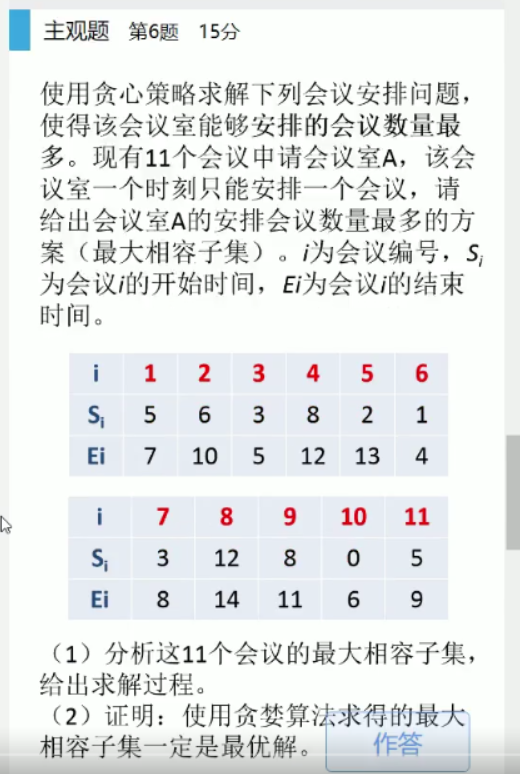 主观题 第6题 15分
使用贪心策略求解下列会议安排问题，
使得该会议室能够安排的会议数量最
多。现有11个会议申请会议室A，该会
议室一个时刻只能安排一个会议，请
给出会议室A的安排会议数量最多的方
案（最大相容子集）。i为会议编号，Si
为会议i的开始时间，Ei为会议i的结束
时间。
i 1 2 3 4 5 6
Si 5 6 3 8 2 1
Ei 7 10 5 12 13 4
i 7 8 9 10 11
Si 3 12 8 0 5
Ei 8 14 11 6 9
（1）分析这11个会议的最大相容子集，
给出求解过程。
（2）证明：使用贪婪算法求得的最大
相容子集一定是最优解。
作答